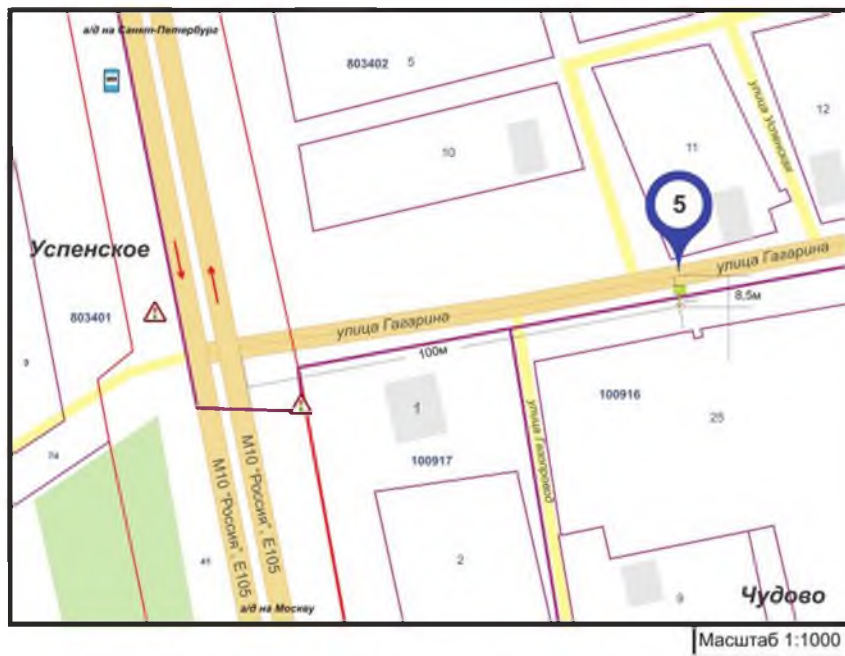 а/д на Санкт-Петербург
803402
5
улица Успенская
12
10
11
5
Успенское
улица Гагарина
8,5м
803401
улица Гагарина
100м
9
1
100916
25
улица Газопровод
100917
7d
М10 "Россия", Е105
М10 "Россия", Е105
41
2
9
Чудово
а/д на Москву
Масштаб 1:1000